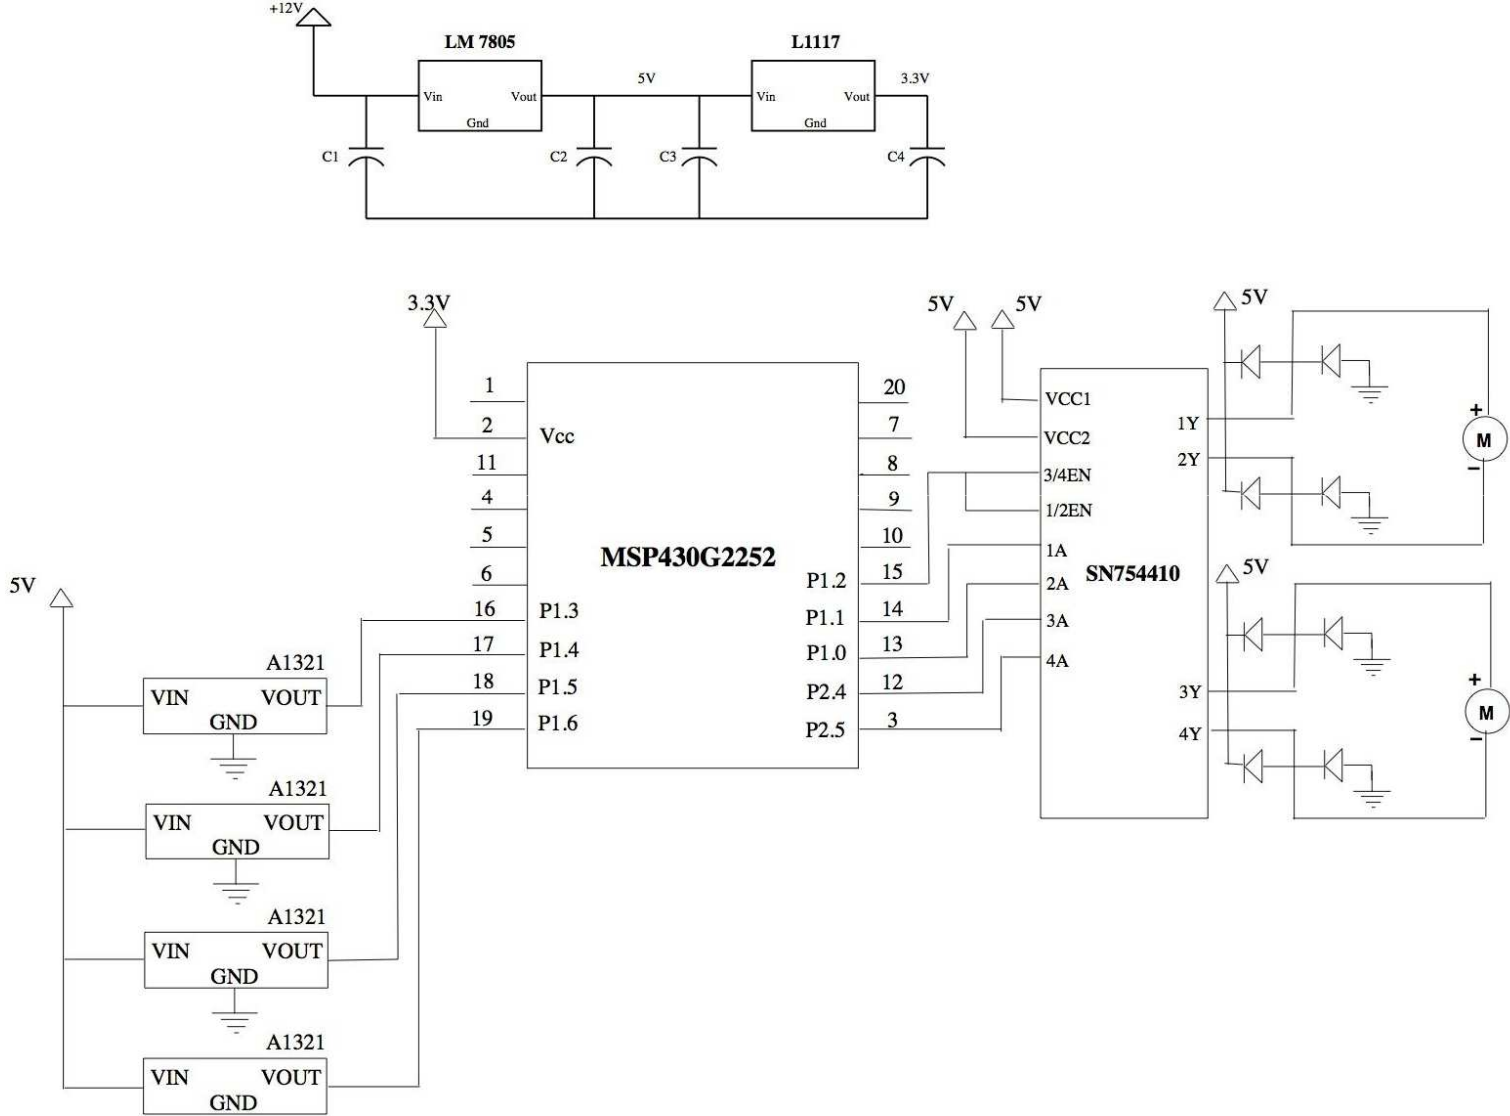 +12V
LM 7805
L1117
Vin
Vout
Gnd
5V
Vin
Vout
Gnd
3.3V
C1
C2
C3
C4
3.3V
5V
5V
5V
1
2
11
4
5
6
16
17
18
19
Vcc
P1.3
P1.4
P1.5
P1.6
MSP430G2252
P1.2
P1.1
P1.0
P2.4
P2.5
20
7
8
9
10
15
14
13
12
3
VCC1
VCC2
3/4EN
1/2EN
1A
2A
3A
4A
SN754410
1Y
2Y
3Y
4Y
+
M
−
5V
+
M
−
5V
A1321
VIN
VOUT
GND
A1321
VIN
VOUT
GND
A1321
VIN
VOUT
GND
A1321
VIN
VOUT
GND